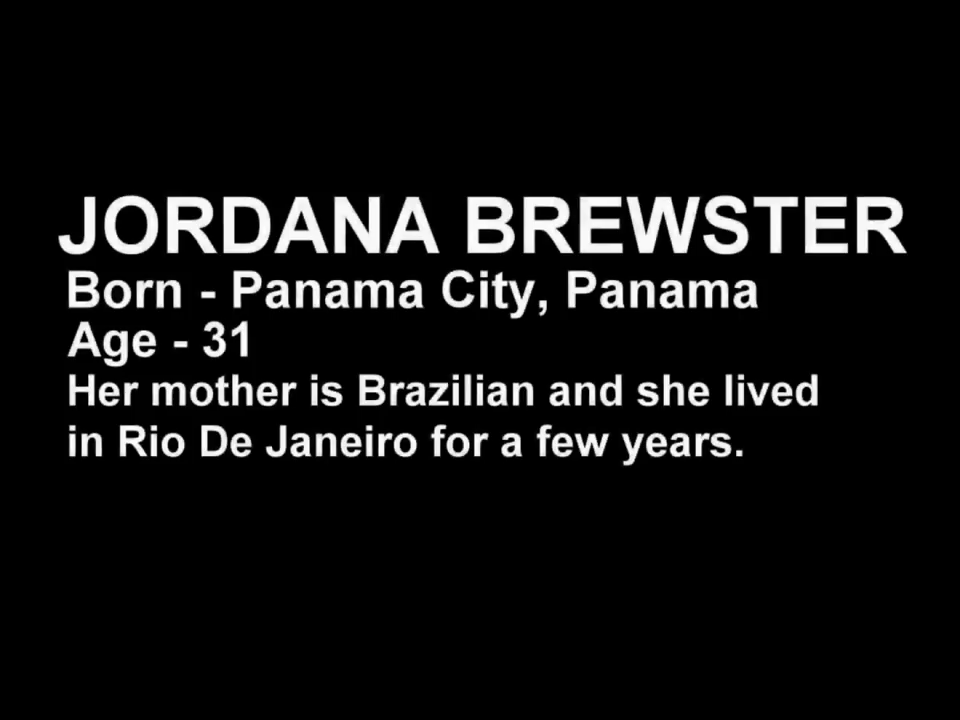 JORDANA BREWSTER
Born - Panama City, Panama
Age - 31
Her mother is Brazilian and she lived
in Rio De Janeiro for a few years.